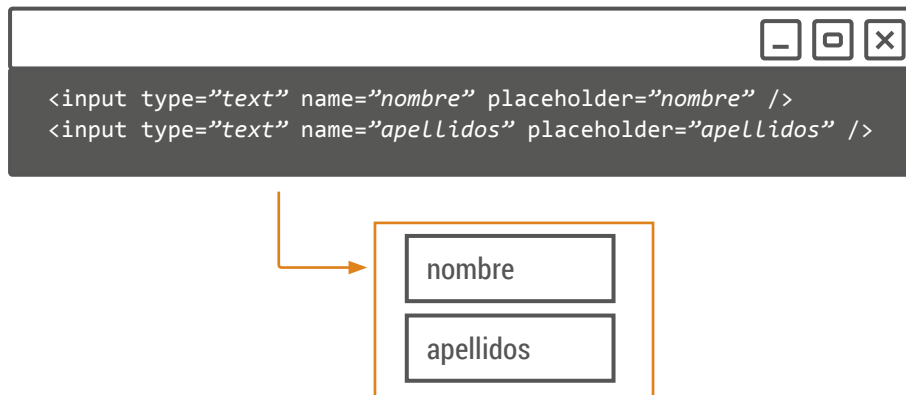 <input type=”text” name=”nombre” placeholder=”nombre” />
<input type=”text” name=”apellidos” placeholder=”apellidos” />
nombre
apellidos